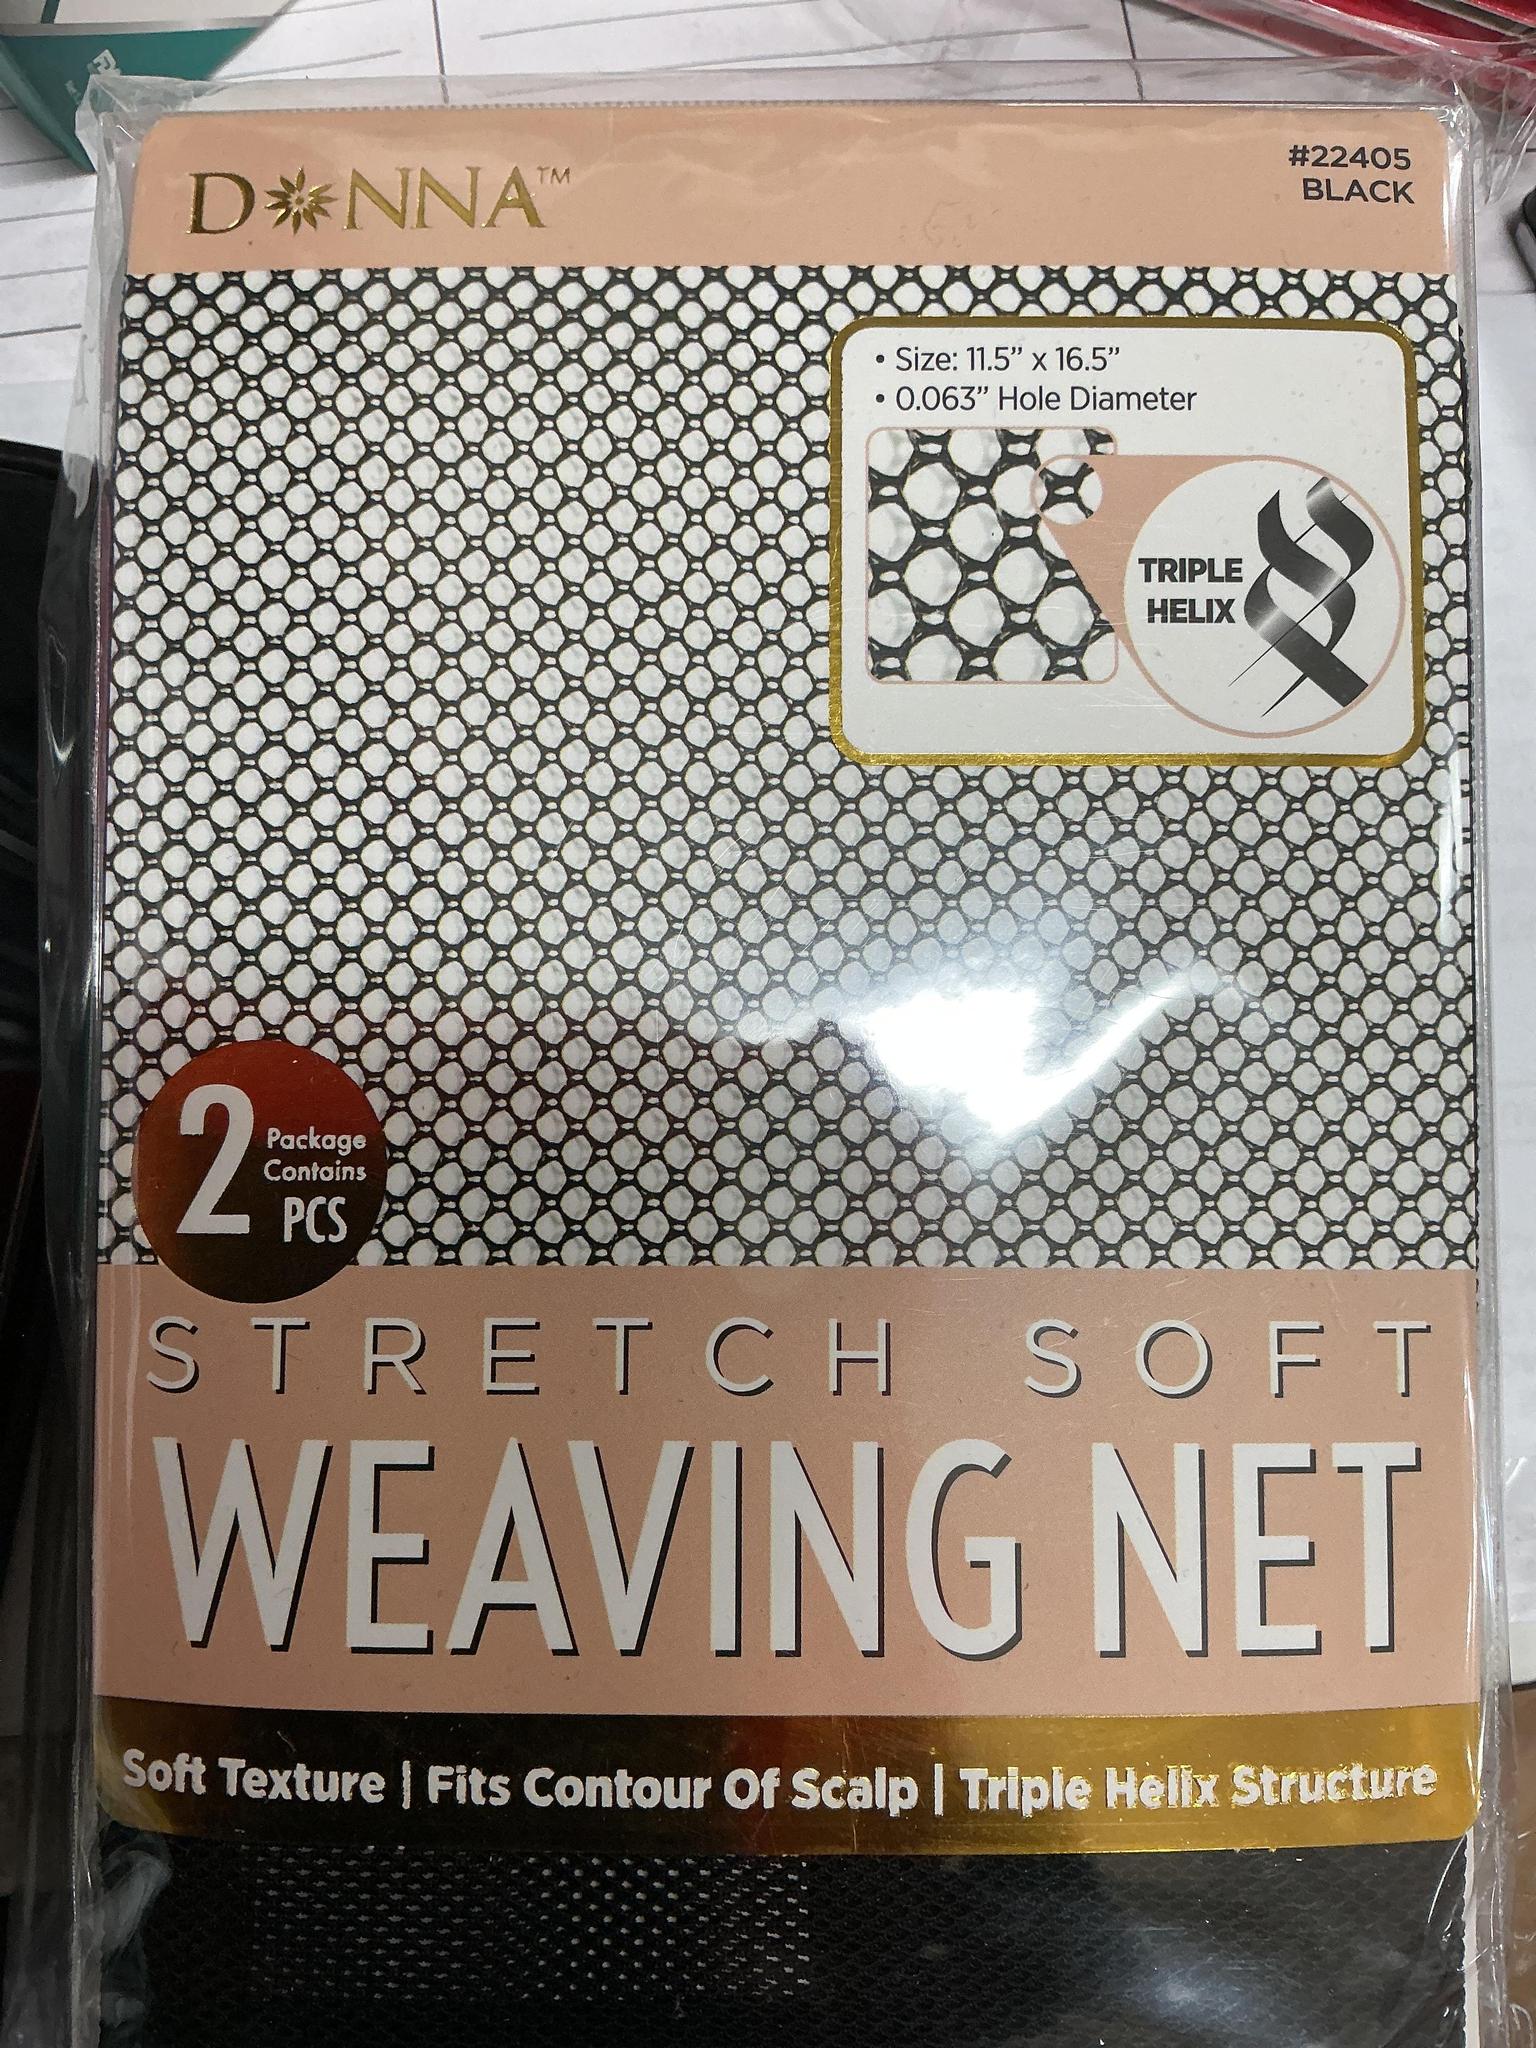 DONNA™
#22405
BLACK
• Size: 11.5” x 16.5”
• 0.063” Hole Diameter
TRIPLE
HELIX
2 Package
Contains
PCS
STRETCH SOFT
WEAVING NET
Soft Texture | Fits Contour Of Scalp | Triple Helix Structure